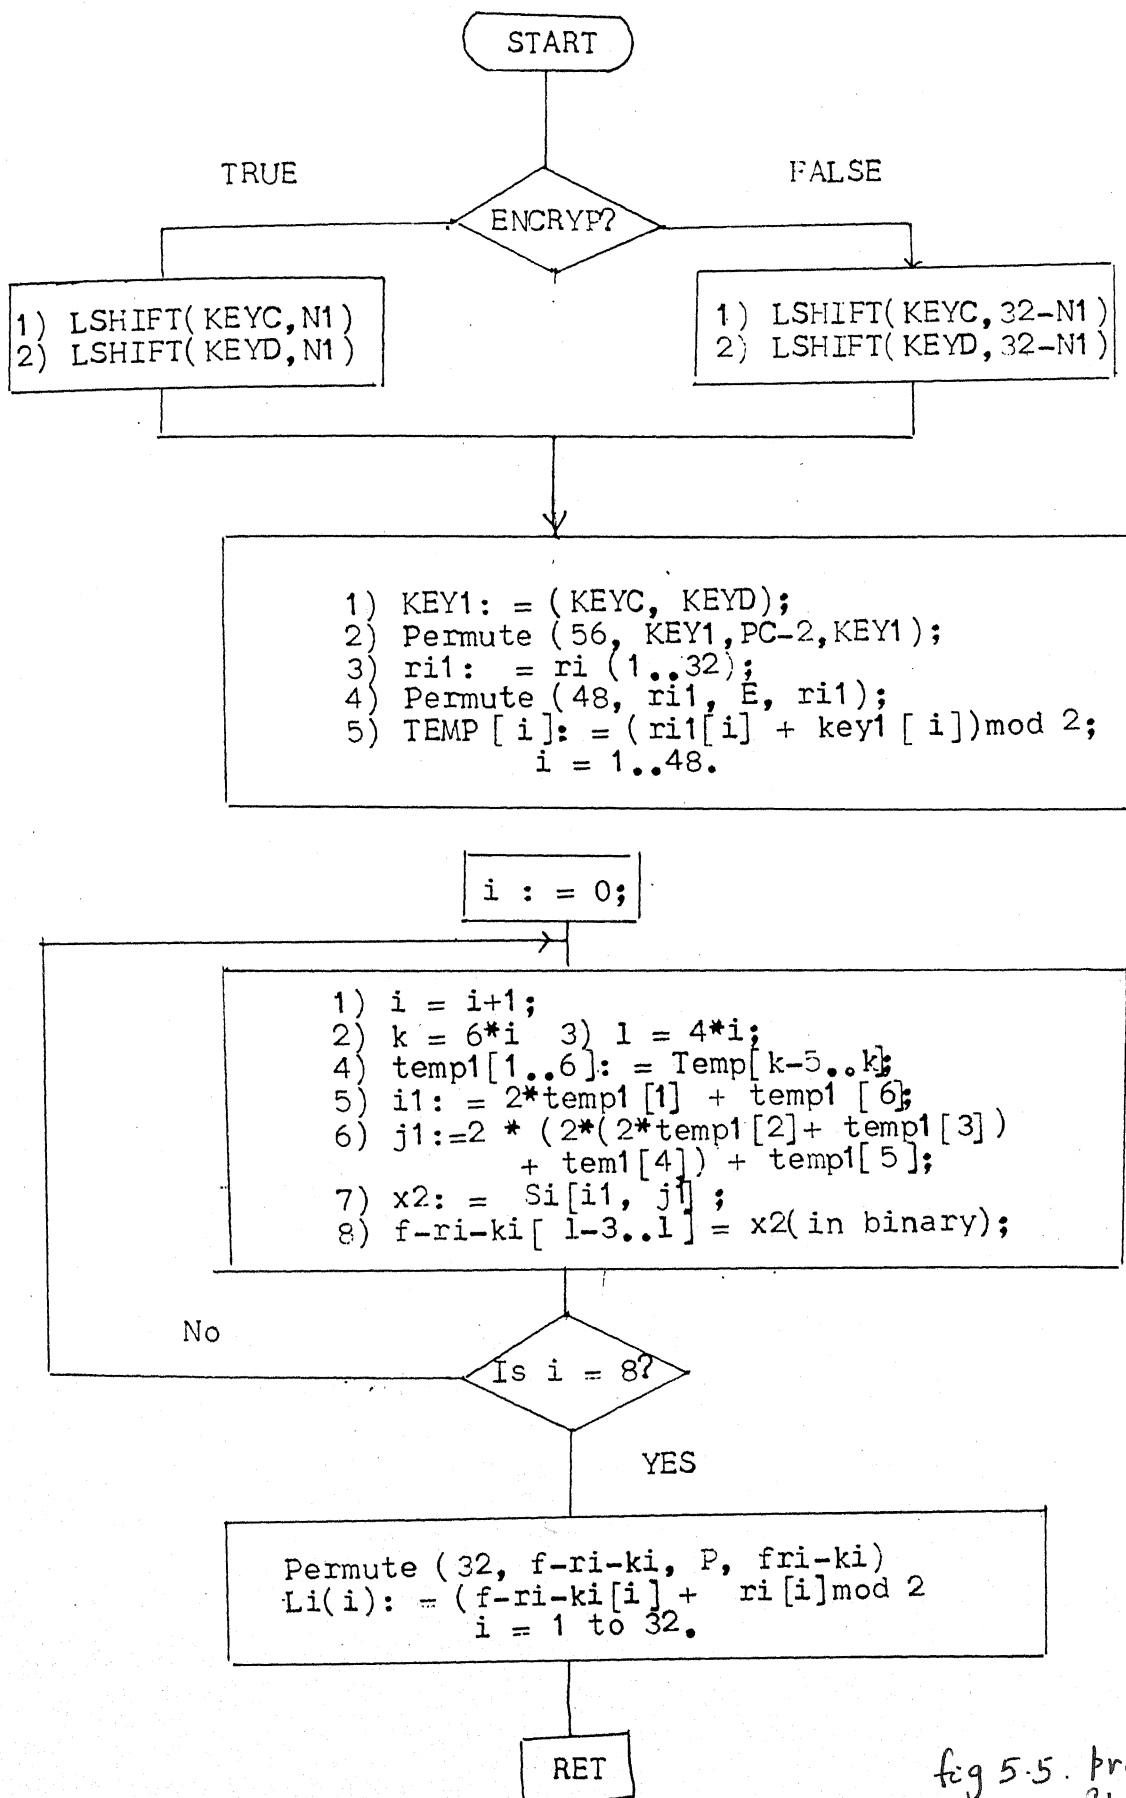 START
TRUE
FALSE
ENCRYP?
1) LSHIFT(KEYC,N1)
2) LSHIFT(KEYD,N1)
1) LSHIFT(KEYC,32-N1)
2) LSHIFT(KEYD,32-N1)
1) KEY1: = (KEYC, KEYD);
2) Permute (56, KEY1,PC-2,KEY1);
3) ri1: = ri (1..32);
4) Permute (48, ri1, E, ri1);
5) TEMP [ i]: = (ri1[i] + key1 [ i])mod 2;
i = 1..48.
i : = 0;
1) i = i+1;
2) k = 6*i 3) l = 4*i;
4) temp1[1..6]: = Temp[k-5..k];
5) i1: = 2*temp1 [1] + temp1 [6];
6) j1:=2 * (2*(2*temp1[2]+ temp1[3])
+ tem1[4]) + temp1[5];
7) x2: = Si[i1, j1] ;
8) f-ri-ki[ l-3..l] = x2(in binary);
No
Is i = 8?
YES
Permute (32, f-ri-ki, P, fri-ki)
Li(i): = (f-ri-ki[i] + ri[i]mod 2
i = 1 to 32.
RET
fig 5.5.